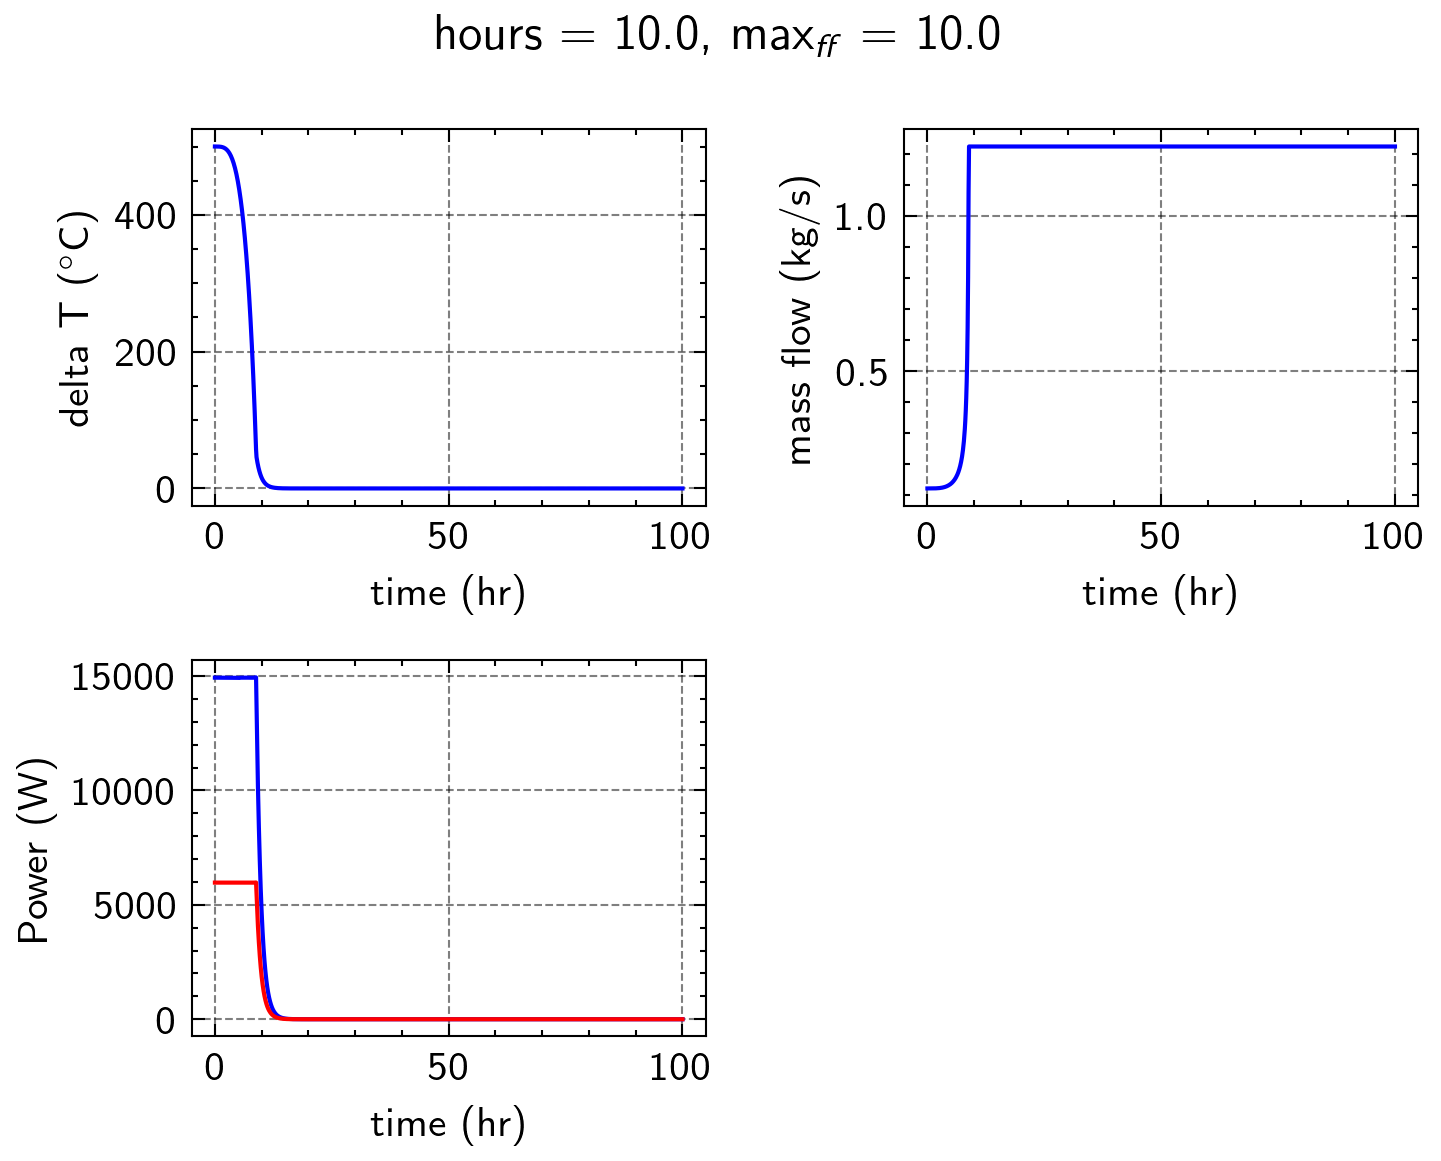 hours = 10.0, max_ff = 10.0
delta T (°C)
400
200
0
0 50 100
time (hr)
mass flow (kg/s)
1.0
0.5
0 50 100
time (hr)
Power (W)
15000
10000
5000
0
0 50 100
time (hr)